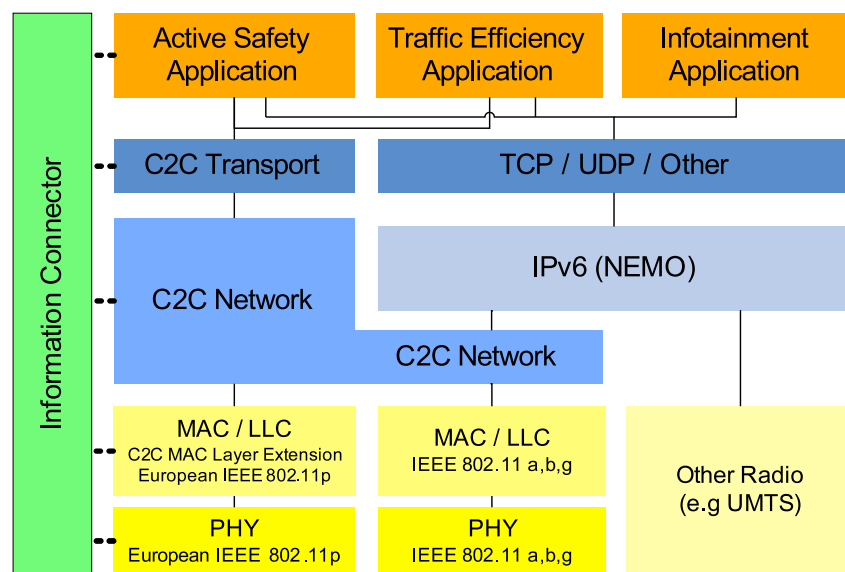 Information Connector
Active Safety
Application
Traffic Efficiency
Application
Infotainment
Application
C2C Transport
TCP / UDP / Other
C2C Network
IPv6 (NEMO)
C2C Network
MAC / LLC
C2C MAC Layer Extension
European IEEE 802.11p
MAC / LLC
IEEE 802.11 a,b,g
Other Radio
(e.g UMTS)
PHY
European IEEE 802.11p
PHY
IEEE 802.11 a,b,g